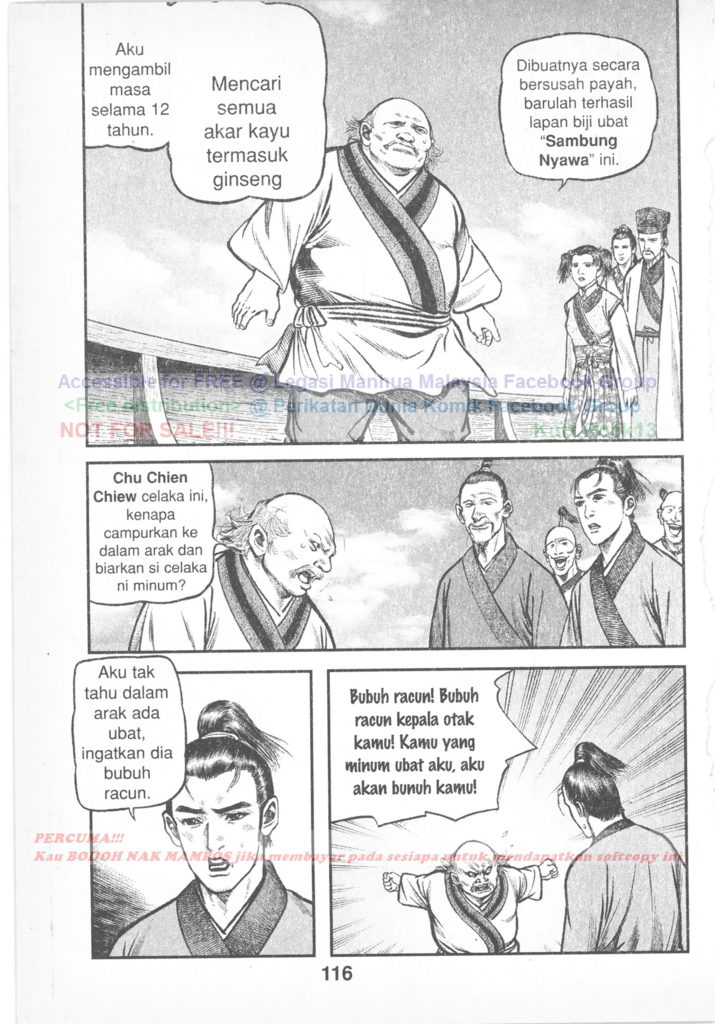 Aku
mengambil
masa
selama 12
tahun.
Mencari
semua
akar kayu
termasuk
ginseng
Dibuatnya secara
bersusah payah,
barulah terhasil
lapan biji ubat
“Sambung
Nyawa” ini.
Accessible for FREE @ Legasi Manhua Malaysia Facebook Group
<Free distribution> @ Perikatan Dunia Komik Facebook Group
NOT FOR SALE!!!
Chu Chien
Chiew celaka ini,
kenapa
campurkan ke
dalam arak dan
biarkan si celaka
ni minum?
Aku tak
tahu dalam
arak ada
ubat,
ingatkan dia
bubuh
racun.
Bubuh racun! Bubuh
racun kepala otak
kamu! Kamu yang
minum ubat aku, aku
akan bunuh kamu!
PERCUMA!!!
Kau BODOH NAK MAMPOS jika membayar pada sesiapa untuk mendapatkan softcopy ini
116